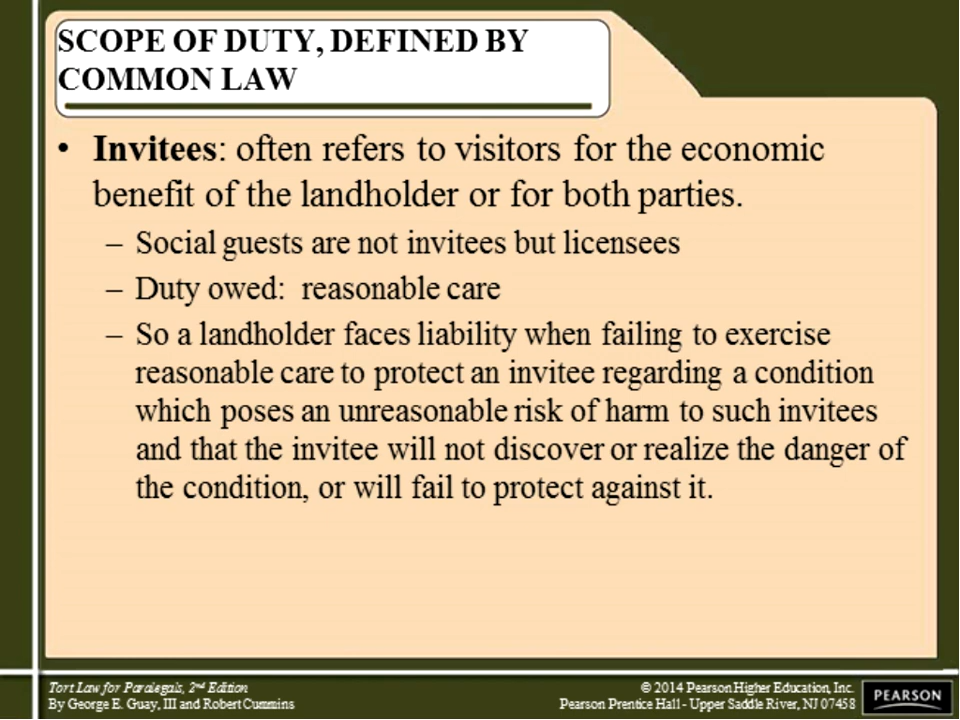 SCOPE OF DUTY, DEFINED BY
COMMON LAW
• Invitees: often refers to visitors for the economic
benefit of the landholder or for both parties.
– Social guests are not invitees but licensees
– Duty owed:  reasonable care
– So a landholder faces liability when failing to exercise
reasonable care to protect an invitee regarding a condition
which poses an unreasonable risk of harm to such invitees
and that the invitee will not discover or realize the danger of
the condition, or will fail to protect against it.
Tort Law for Paralegals, 2nd Edition
By George E. Guay, III and Robert Cummins
© 2014 Pearson Higher Education, Inc.
Pearson Prentice Hall - Upper Saddle River, NJ 07458
PEARSON